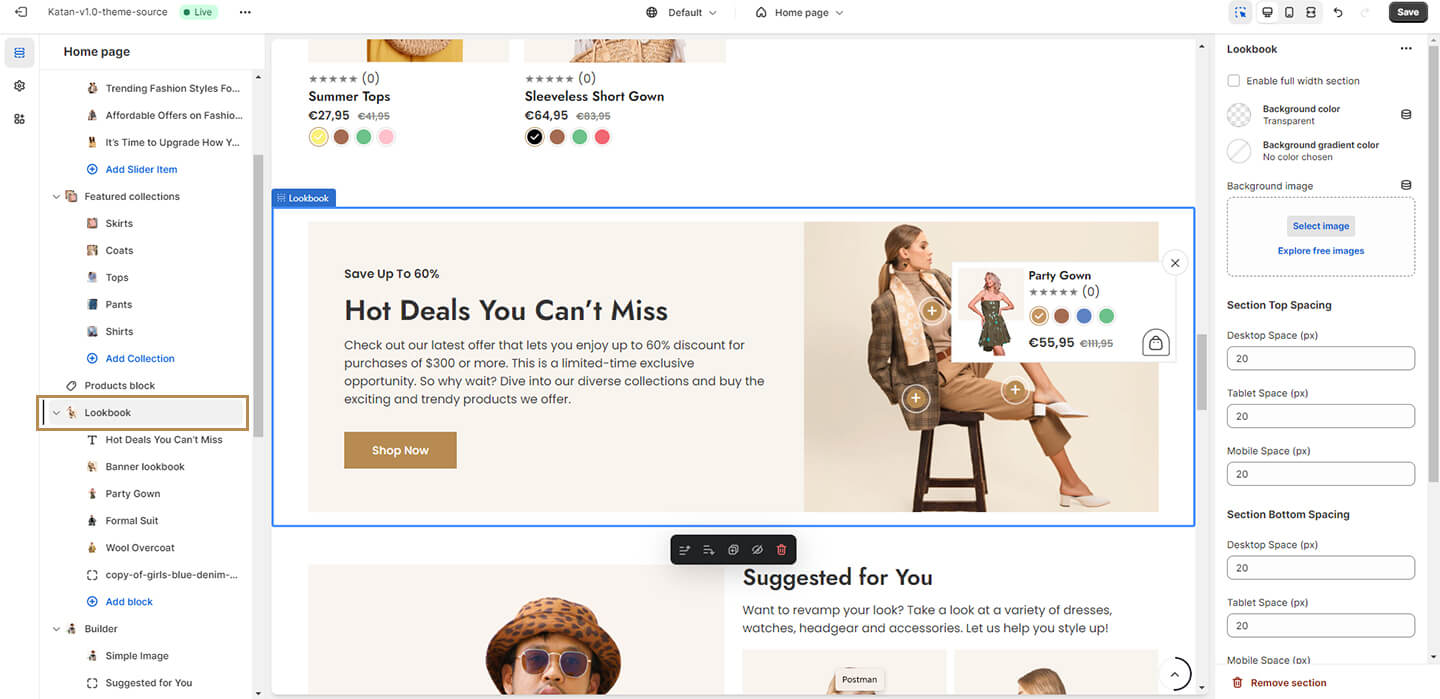 Katan-v1.0-theme-source
Live
Default
Home page
Save
Home page
Trending Fashion Styles Fo...
Affordable Offers on Fashio...
It's Time to Upgrade How Y...
Add Slider Item
Featured collections
Skirts
Coats
Tops
Pants
Shirts
Add Collection
Products block
Lookbook
Hot Deals You Can't Miss
Banner lookbook
Party Gown
Formal Suit
Wool Overcoat
copy-of-girls-blue-denim-...
Add block
Builder
Simple Image
Suggested for You
(0)
Summer Tops
€27,95 €41,95
(0)
Sleeveless Short Gown
€64,95 €83,95
Lookbook
Save Up To 60%
Hot Deals You Can't Miss
Check out our latest offer that lets you enjoy up to 60% discount for
purchases of $300 or more. This is a limited-time exclusive
opportunity. So why wait? Dive into our diverse collections and buy the
exciting and trendy products we offer.
Shop Now
Party Gown
(0)
€55,95 €111,95
Suggested for You
Want to revamp your look? Take a look at a variety of dresses,
watches, headgear and accessories. Let us help you style up!
Postman
Lookbook
Enable full width section
Background color
Transparent
Background gradient color
No color chosen
Background image
Select image
Explore free images
Section Top Spacing
Desktop Space (px)
20
Tablet Space (px)
20
Mobile Space (px)
20
Section Bottom Spacing
Desktop Space (px)
20
Tablet Space (px)
20
Mobile Space (px)
Remove section